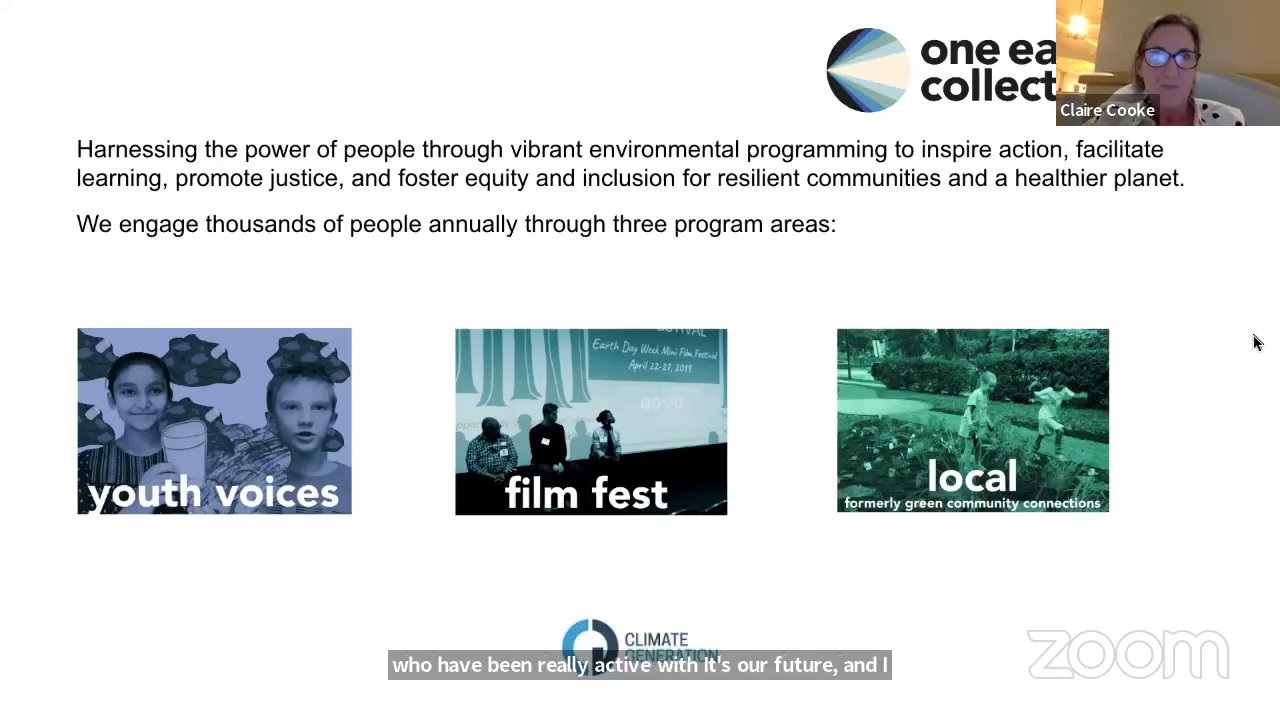 one ea
collect
Claire Cooke
Harnessing the power of people through vibrant environmental programming to inspire action, facilitate
learning, promote justice, and foster equity and inclusion for resilient communities and a healthier planet.
We engage thousands of people annually through three program areas:
youth voices
Earth Day Week Mini Film Festival
April 22-27, 2019
film fest
local
formerly green community connections
CLIMATE
GENERATION
who have been really active with It's our future, and I
zoom